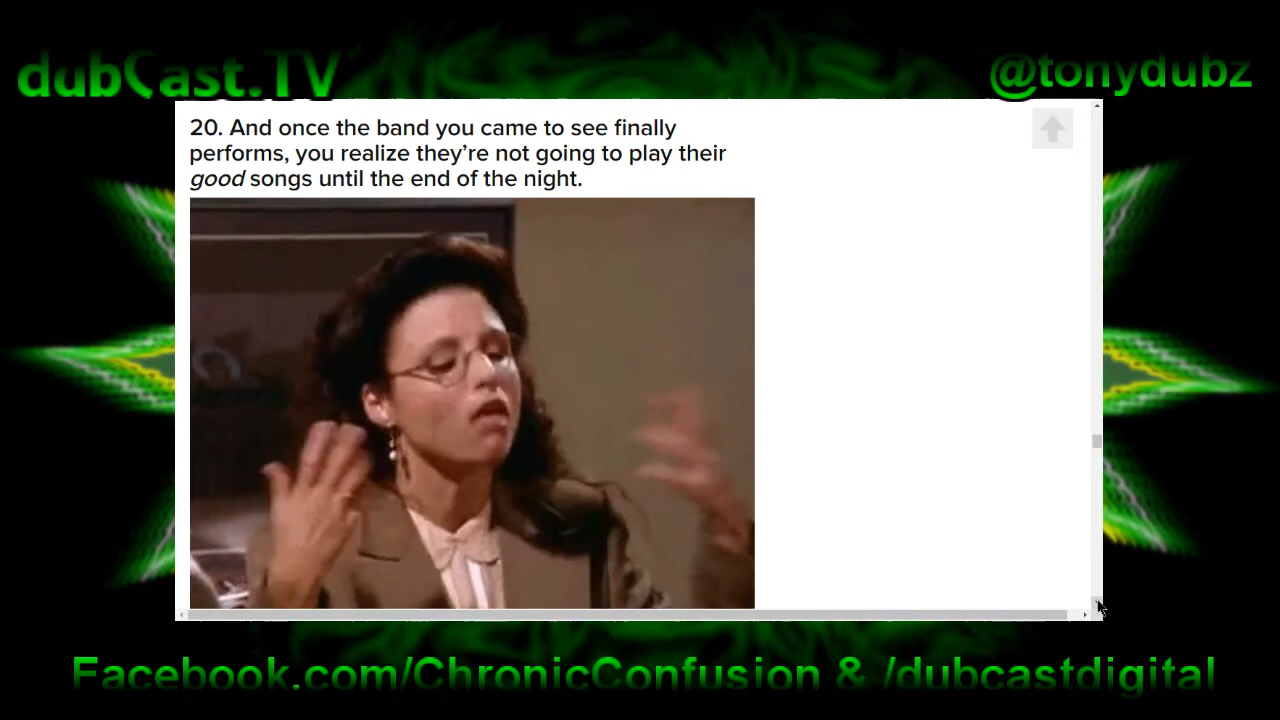 dubCast.TV
@tonydubz
20. And once the band you came to see finally
performs, you realize they’re not going to play their
good songs until the end of the night.
Facebook.com/ChronicConfusion & /dubcastdigital